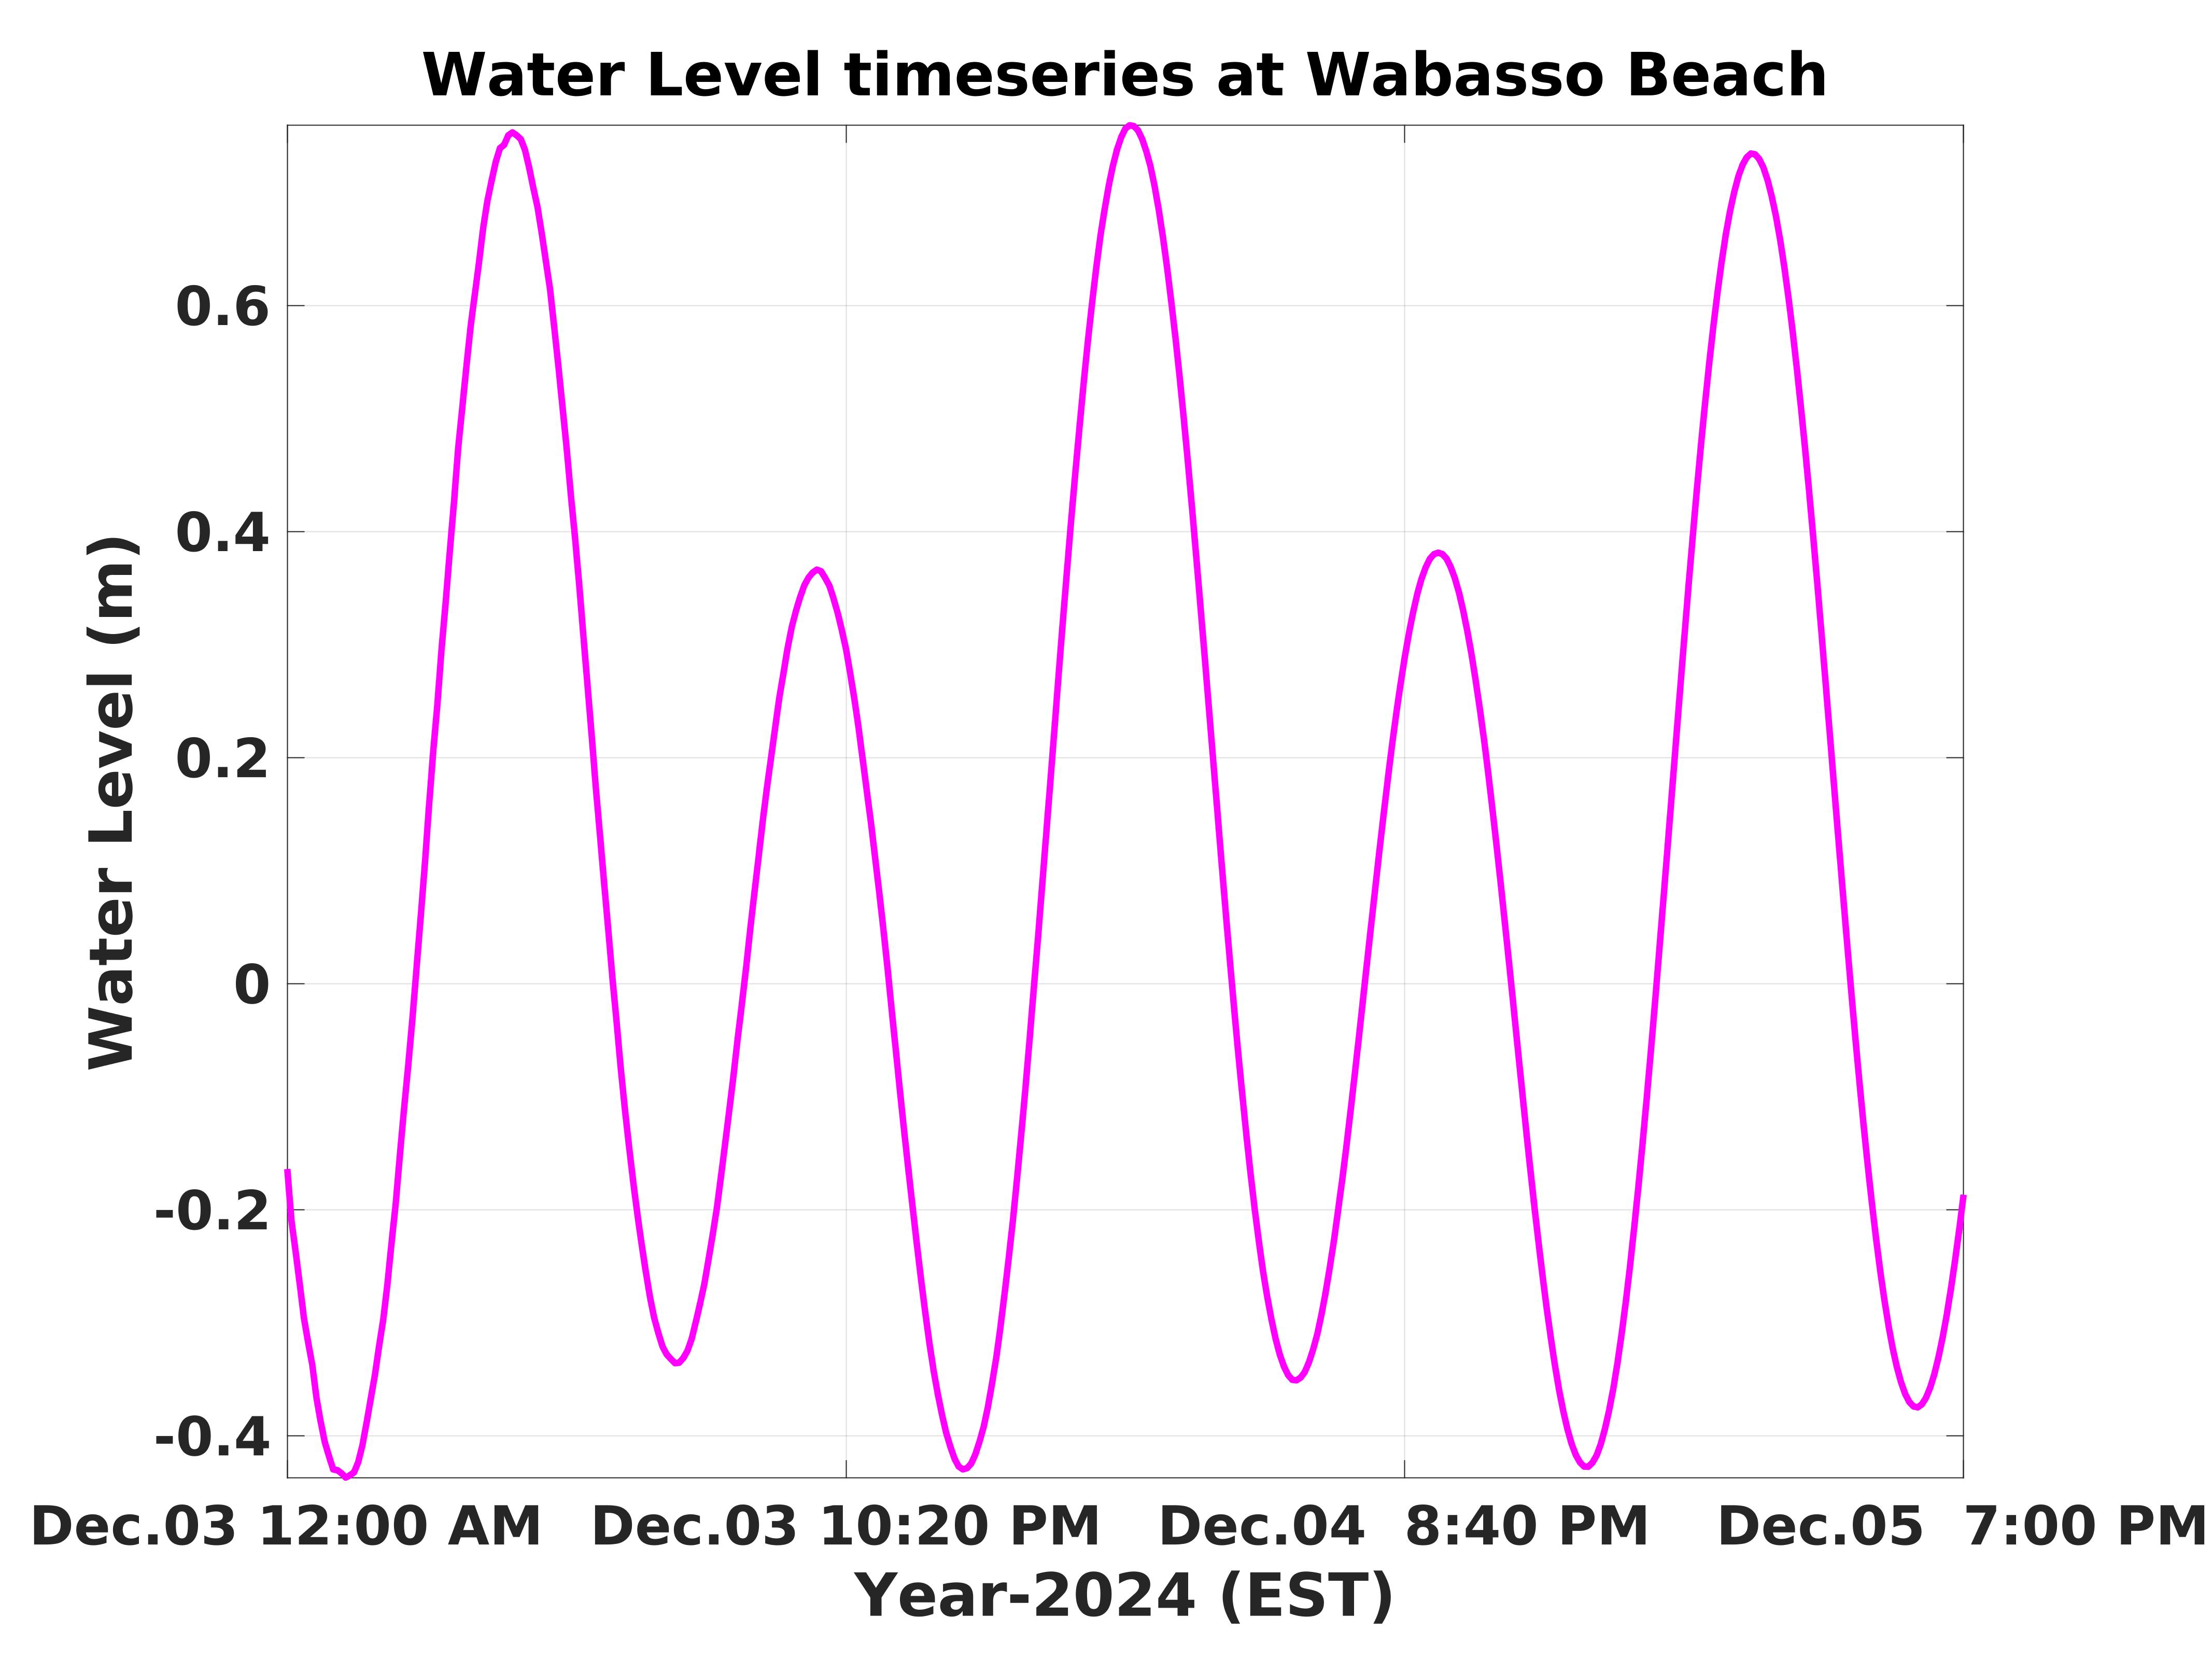 Water Level timeseries at Wabasso Beach
Water Level (m)
0.6
0.4
0.2
0
-0.2
-0.4
Dec.03 12:00 AM Dec.03 10:20 PM Dec.04 8:40 PM Dec.05 7:00 PM
Year-2024 (EST)